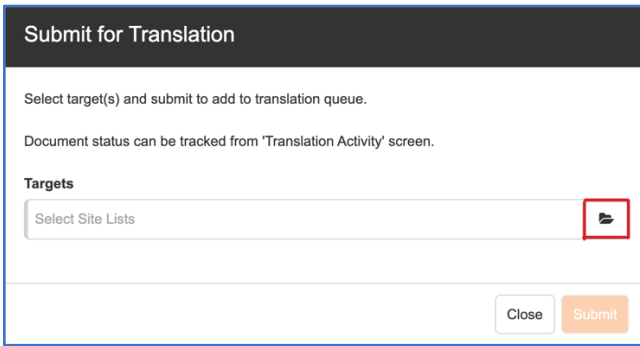 Submit for Translation
Select target(s) and submit to add to translation queue.
Document status can be tracked from 'Translation Activity' screen.
Targets
Select Site Lists
Close Submit